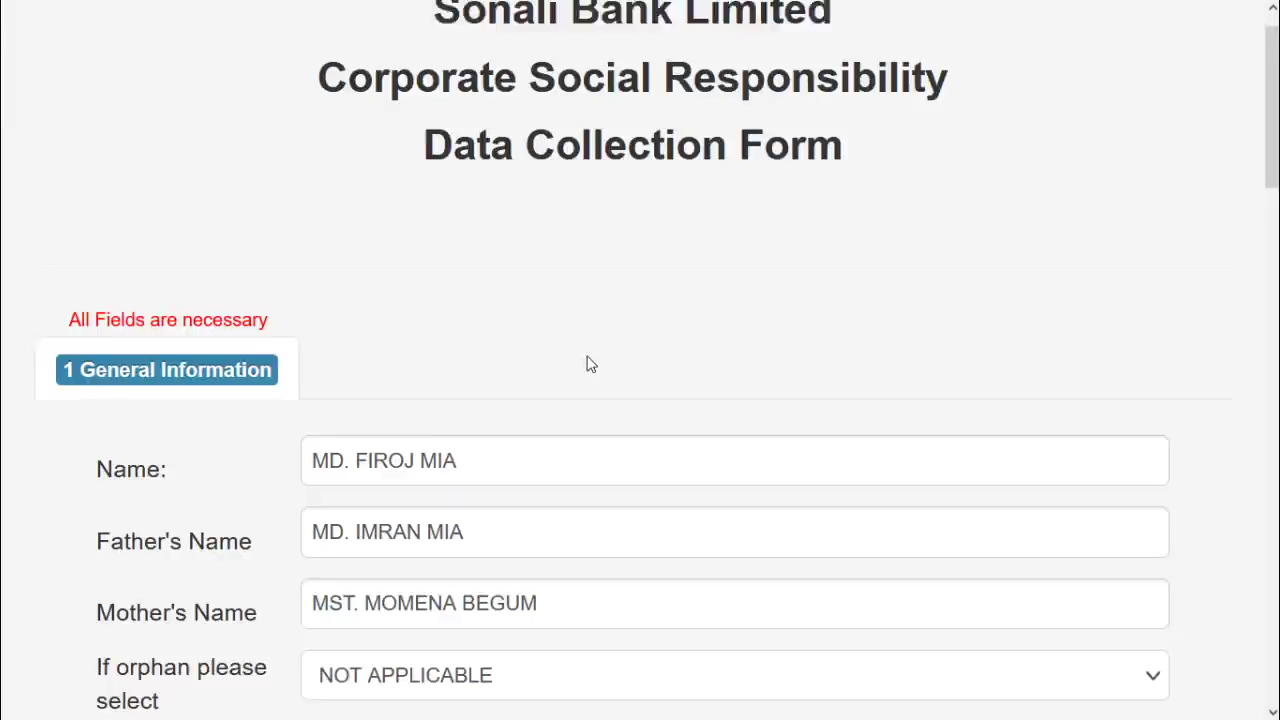 Sonali Bank Limited
Corporate Social Responsibility
Data Collection Form
All Fields are necessary
1 General Information
Name:
MD. FIROJ MIA
Father's Name
MD. IMRAN MIA
Mother's Name
MST. MOMENA BEGUM
If orphan please
select
NOT APPLICABLE